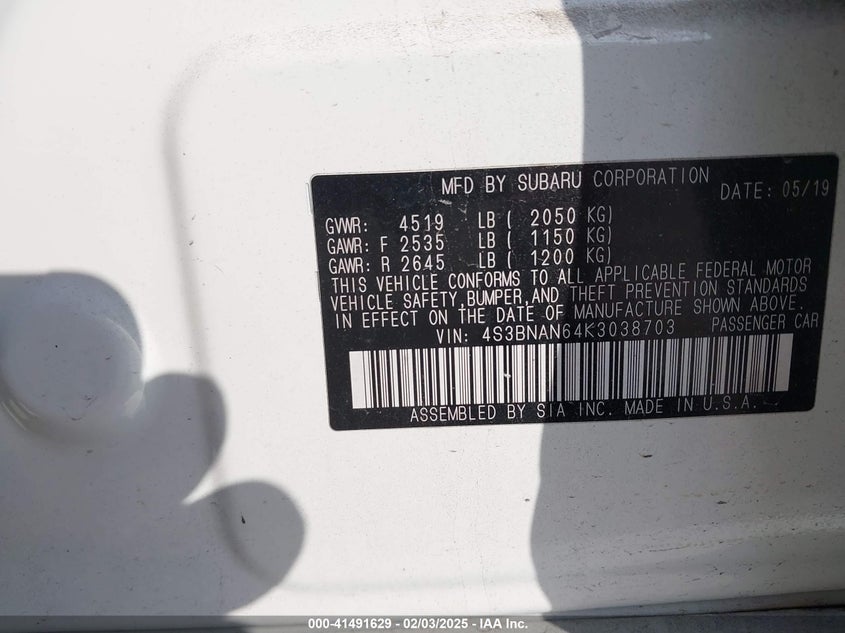 MFD BY SUBARU CORPORATION DATE: 05/19
GVWR: 4519 LB ( 2050 KG)
GAWR: F 2535 LB ( 1150 KG)
GAWR: R 2645 LB ( 1200 KG)
THIS VEHICLE CONFORMS TO ALL APPLICABLE FEDERAL MOTOR
VEHICLE SAFETY,BUMPER,AND THEFT PREVENTION STANDARDS
IN EFFECT ON THE DATE OF MANUFACTURE SHOWN ABOVE.
VIN: 4S3BNAN64K3038703 PASSENGER CAR
ASSEMBLED BY SIA INC. MADE IN U.S.A.
000-41491629 - 02/03/2025 - IAA Inc.